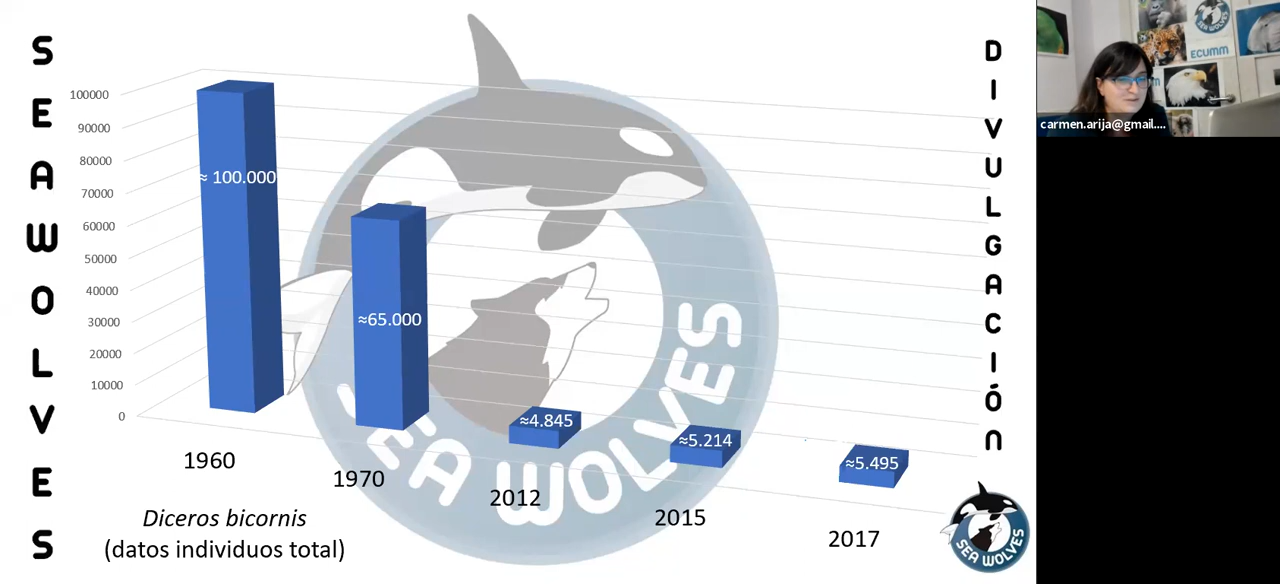 SEAWOLVES
DIVULGACIÓN
100000
90000
80000
70000
60000
50000
40000
30000
20000
10000
0
≈ 100.000
≈65.000
≈4.845
≈5.214
≈5.495
1960
1970
2012
2015
2017
Diceros bicornis
(datos individuos total)
SEA WOLVES
SEA WOLVES
SEA WOLVES
ECUMM
carmen.arija@gmail....